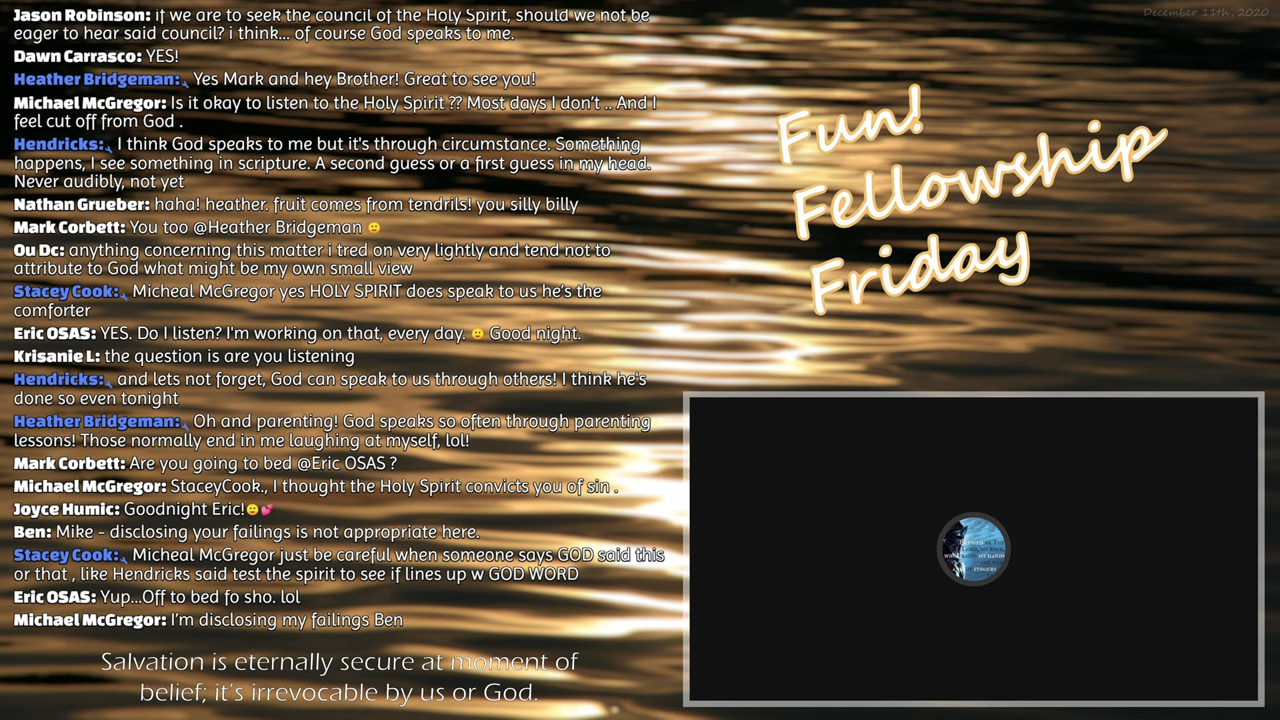 December 11th, 2020
Jason Robinson: if we are to seek the council of the Holy Spirit, should we not be
eager to hear said council? i think... of course God speaks to me.
Dawn Carrasco: YES!
Heather Bridgeman: Yes Mark and hey Brother! Great to see you!
Michael McGregor: Is it okay to listen to the Holy Spirit ?? Most days I don't .. And I
feel cut off from God .
Hendricks: I think God speaks to me but it's through circumstance. Something
happens, I see something in scripture. A second guess or a first guess in my head.
Never audibly, not yet
Nathan Grueber: haha! heather. fruit comes from tendrils! you silly billy
Mark Corbett: You too @Heather Bridgeman 🙂
Ou Dc: anything concerning this matter i tred on very lightly and tend not to
attribute to God what might be my own small view
Stacey Cook: Micheal McGregor yes HOLY SPIRIT does speak to us he's the
comforter
Eric OSAS: YES. Do I listen? I'm working on that, every day. 🙂 Good night.
Krisanie L: the question is are you listening
Hendricks: and lets not forget, God can speak to us through others! I think he's
done so even tonight
Heather Bridgeman: Oh and parenting! God speaks so often through parenting
lessons! Those normally end in me laughing at myself, lol!
Mark Corbett: Are you going to bed @Eric OSAS ?
Michael McGregor: StaceyCook., I thought the Holy Spirit convicts you of sin .
Joyce Humic: Goodnight Eric!🙂💕
Ben: Mike - disclosing your failings is not appropriate here.
Stacey Cook: Micheal McGregor just be careful when someone says GOD said this
or that , like Hendricks said test the spirit to see if lines up w GOD WORD
Eric OSAS: Yup...Off to bed fo sho. lol
Michael McGregor: I'm disclosing my failings Ben
Salvation is eternally secure at moment of
belief; it's irrevocable by us or God.
Fun!
Fellowship
Friday
Blessed be the
Lord, my rock,
my hands
fingers